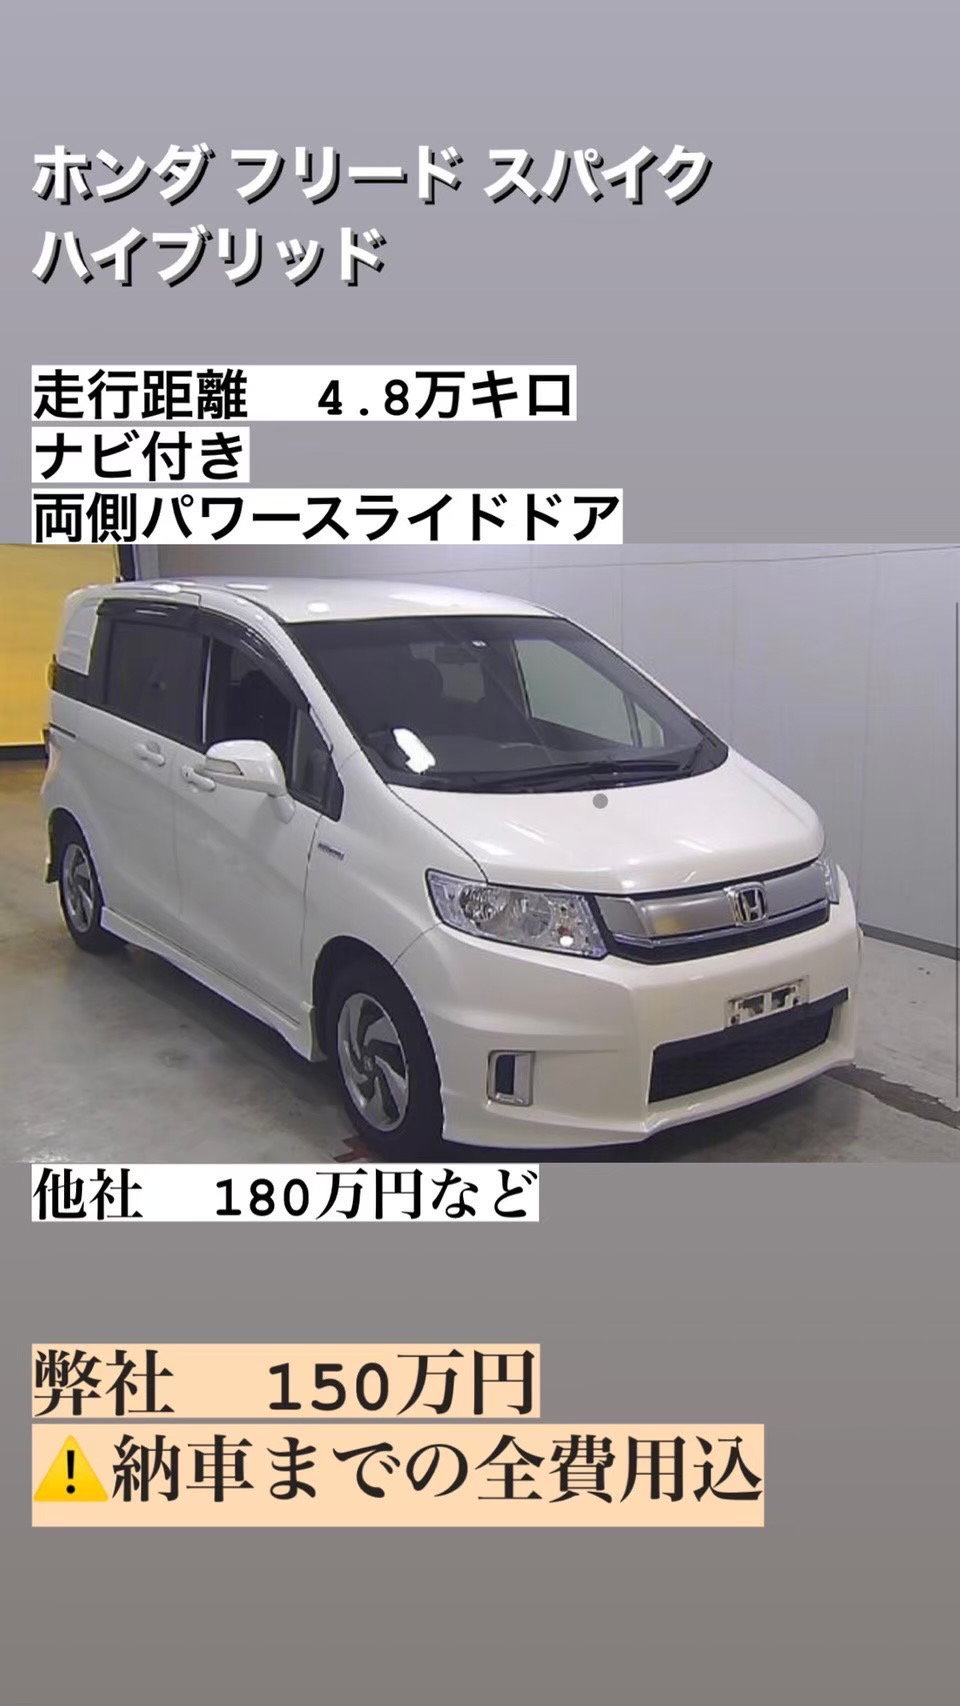 ホンダ フリード スパイク
ハイブリッド
走行距離　4.8万キロ
ナビ付き
両側パワースライドドア
他社　180万円など
弊社　150万円
⚠️納車までの全費用込